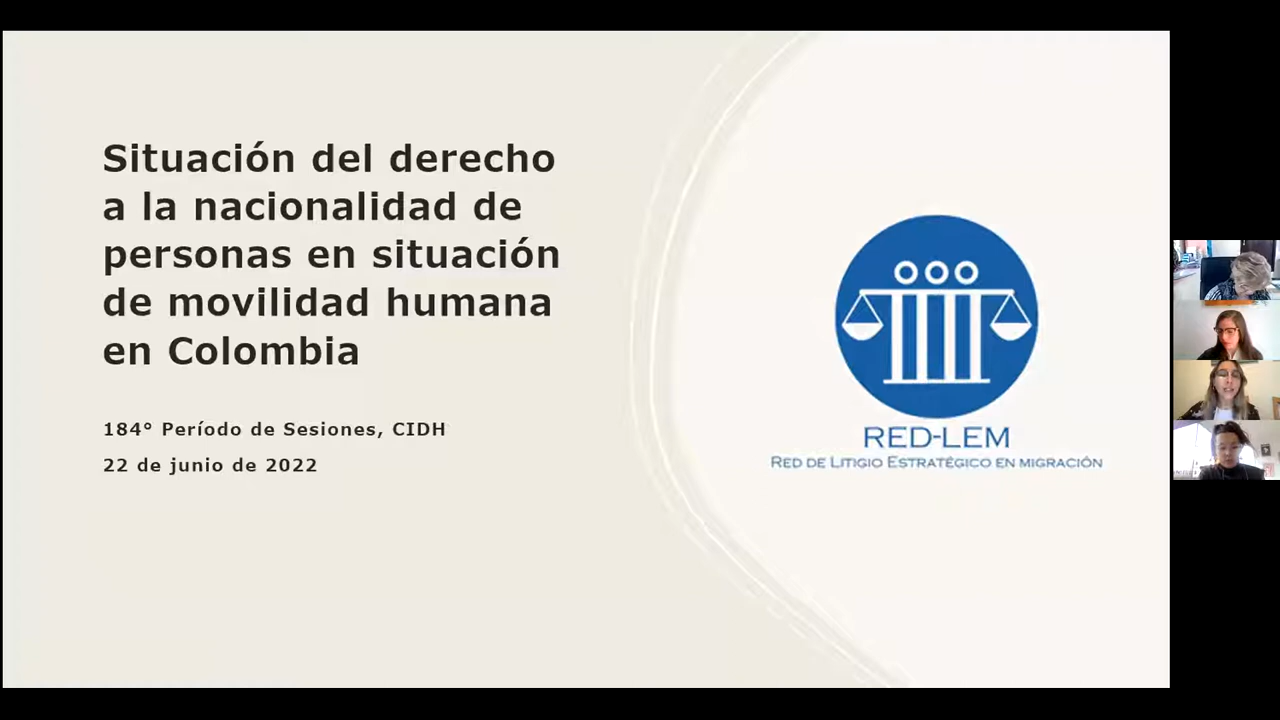 Situación del derecho
a la nacionalidad de
personas en situación
de movilidad humana
en Colombia
184° Período de Sesiones, CIDH
22 de junio de 2022
RED-LEM
RED DE LITIGIO ESTRATÉGICO EN MIGRACIÓN